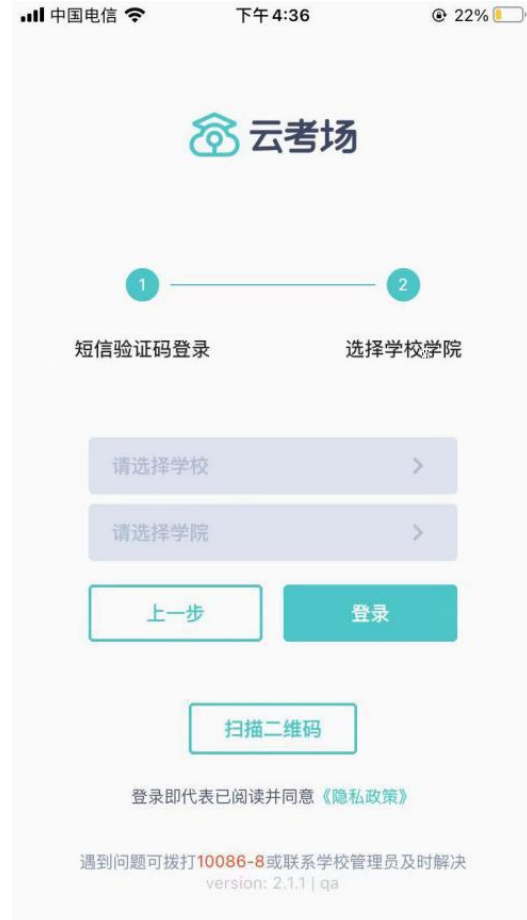 中国电信 下午4:36 22%
云考场
1 2
短信验证码登录 选择学校学院
请选择学校
请选择学院
上一步 登录
扫描二维码
登录即代表已阅读并同意《隐私政策》
遇到问题可拨打10086-8或联系学校管理员及时解决
version: 2.1.1 | qa